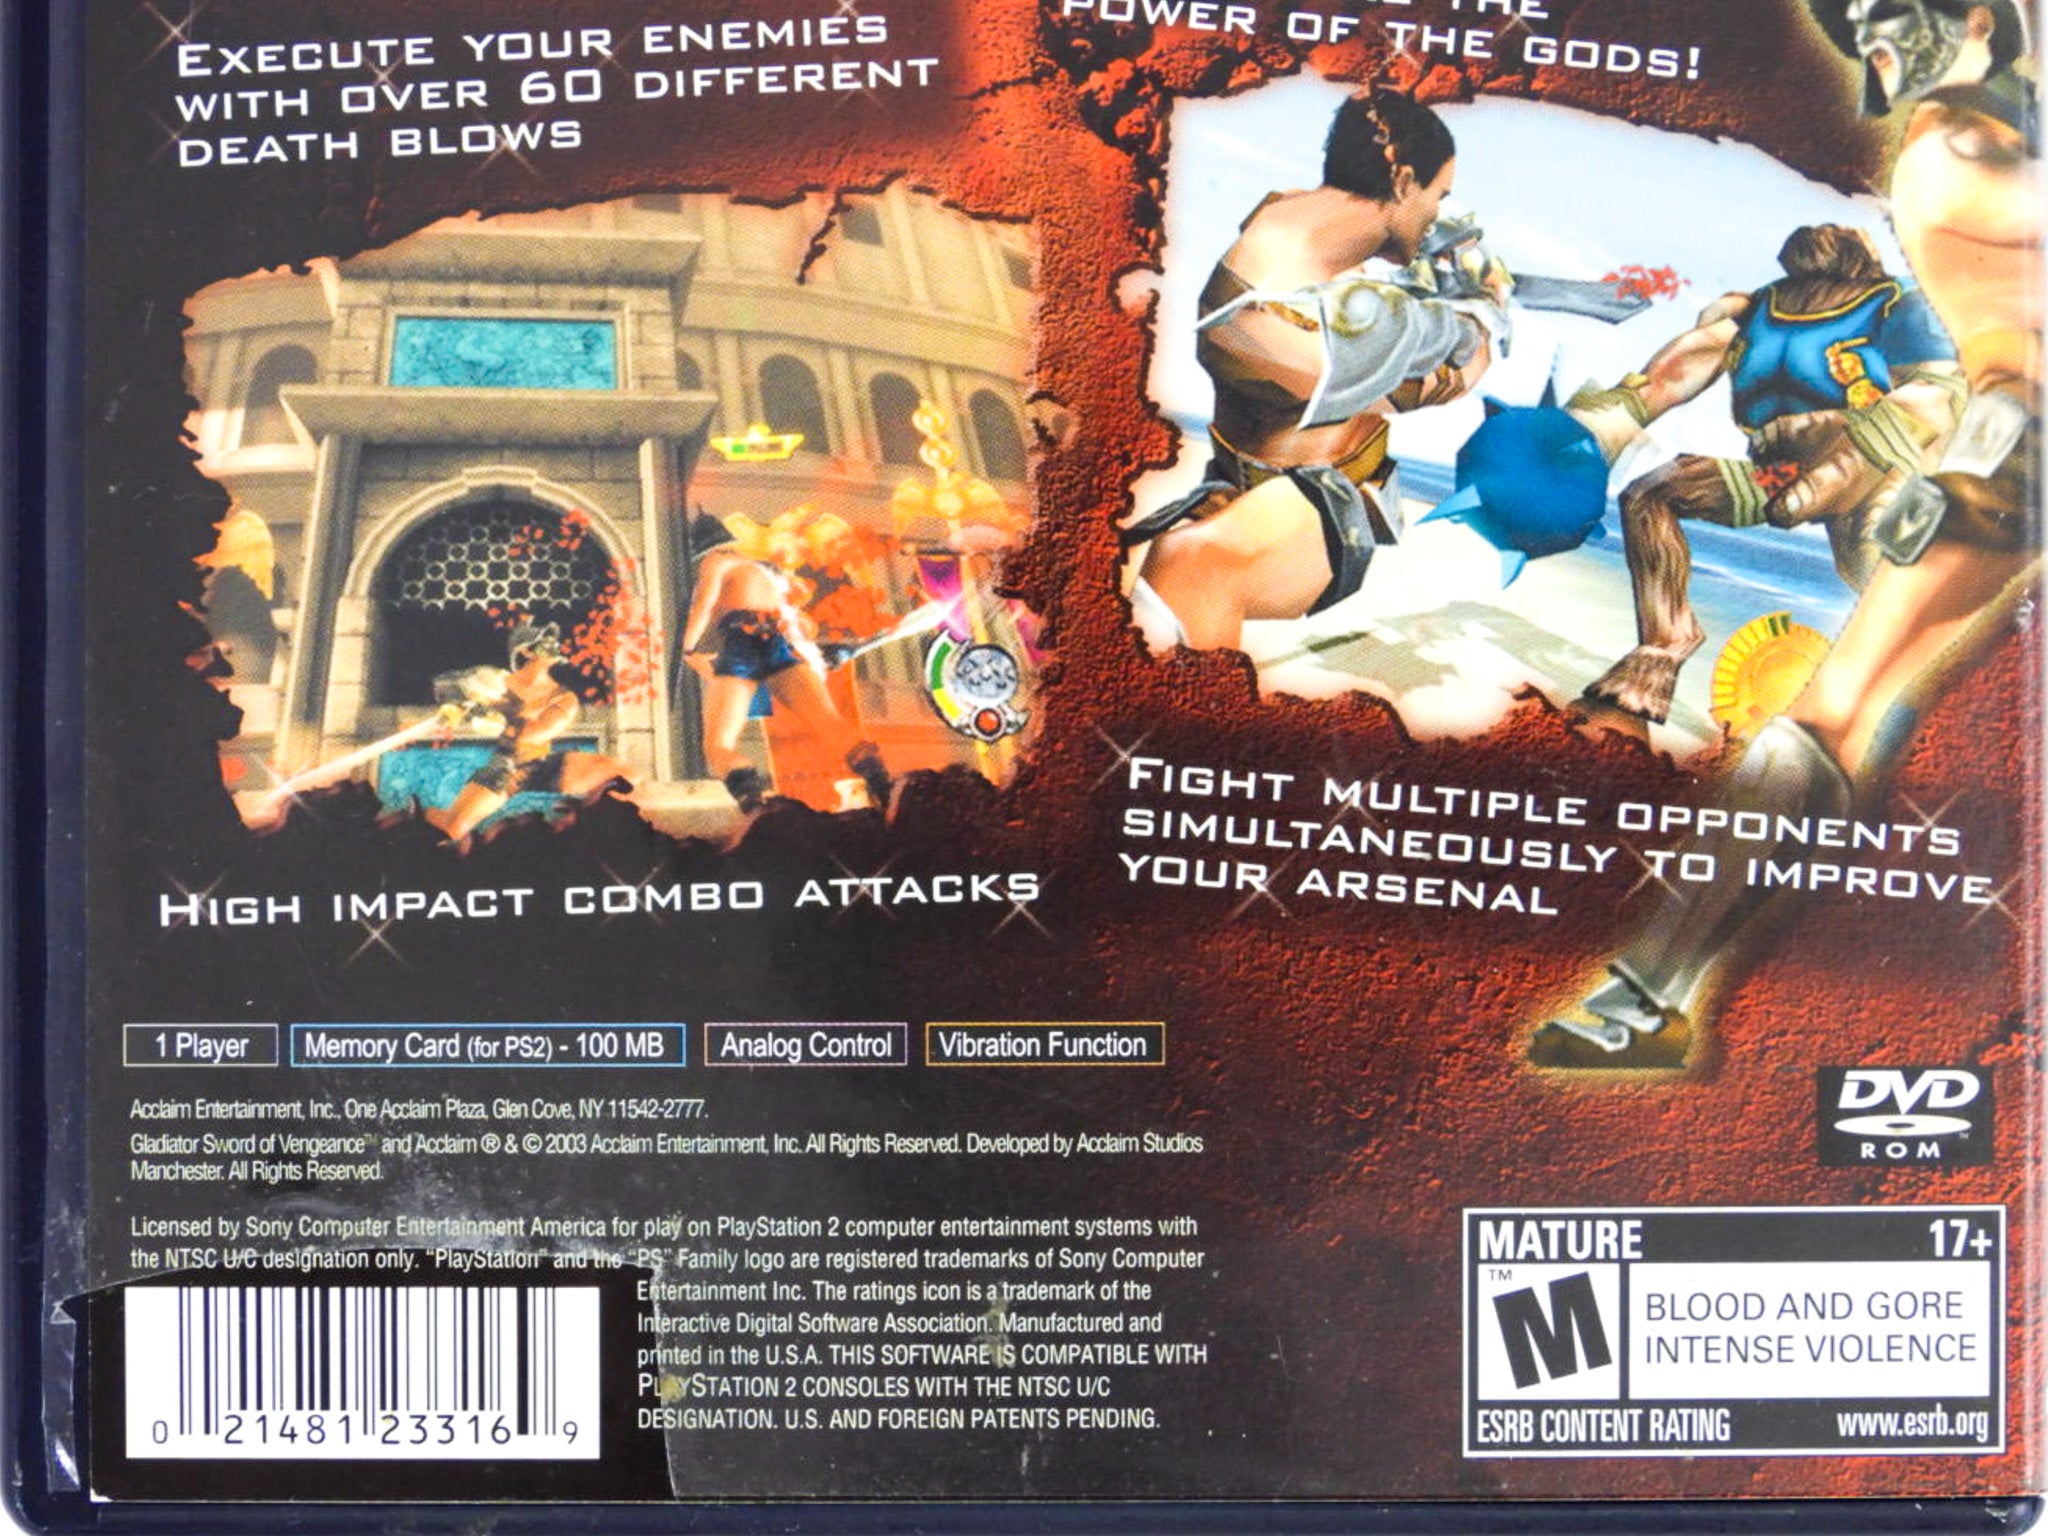 EXECUTE YOUR ENEMIES
WITH OVER 60 DIFFERENT
DEATH BLOWS
THE
POWER OF THE GODS!
HIGH IMPACT COMBO ATTACKS
FIGHT MULTIPLE OPPONENTS
SIMULTANEOUSLY TO IMPROVE
YOUR ARSENAL
1 Player
Memory Card (for PS2) - 100 MB
Analog Control
Vibration Function
Acclaim Entertainment, Inc., One Acclaim Plaza, Glen Cove, NY 11542-2777.
Gladiator Sword of Vengeance™ and Acclaim ® & © 2003 Acclaim Entertainment, Inc. All Rights Reserved. Developed by Acclaim Studios
Manchester. All Rights Reserved.
Licensed by Sony Computer Entertainment America for play on PlayStation 2 computer entertainment systems with
the NTSC U/C designation only. "PlayStation" and the "PS" Family logo are registered trademarks of Sony Computer
Entertainment Inc. The ratings icon is a trademark of the
Interactive Digital Software Association. Manufactured and
printed in the U.S.A. THIS SOFTWARE IS COMPATIBLE WITH
PLAYSTATION 2 CONSOLES WITH THE NTSC U/C
DESIGNATION. U.S. AND FOREIGN PATENTS PENDING.
0 21481 23316 9
DVD™
ROM
MATURE 17+
™
M
BLOOD AND GORE
INTENSE VIOLENCE
ESRB CONTENT RATING www.esrb.org